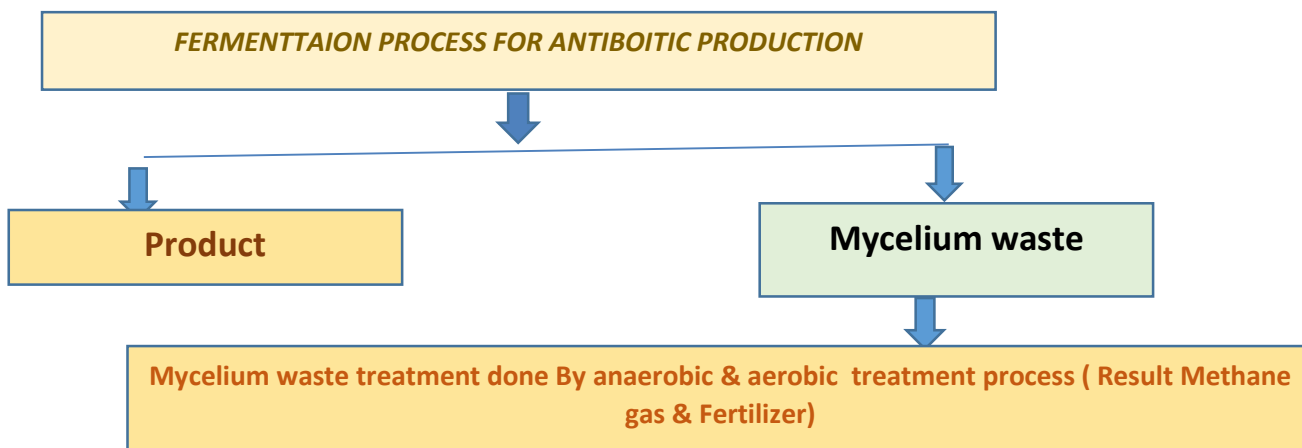 FERMENTTAION PROCESS FOR ANTIBOITIC PRODUCTION
Product
Mycelium waste
Mycelium waste treatment done By anaerobic & aerobic treatment process ( Result Methane
gas & Fertilizer)